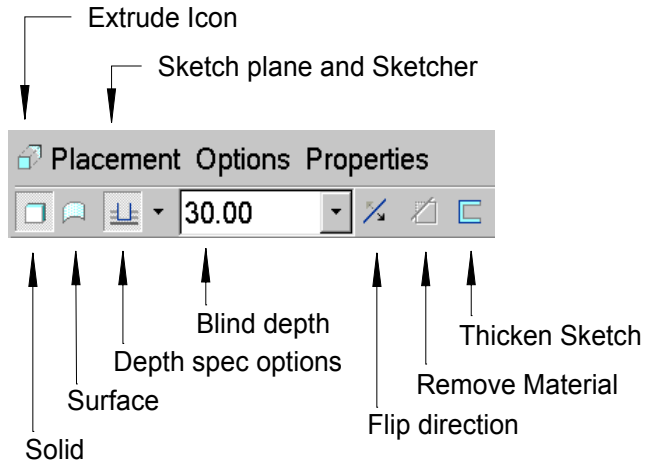 Extrude Icon
Sketch plane and Sketcher
Placement Options Properties
30.00
Blind depth
Thicken Sketch
Depth spec options
Remove Material
Surface
Flip direction
Solid